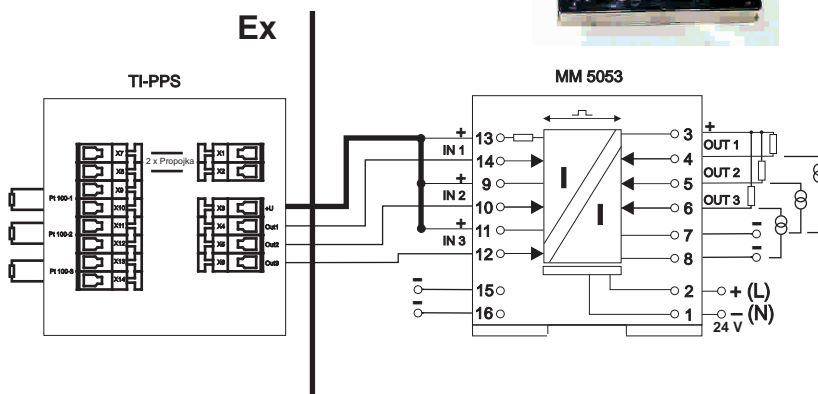 Ex
TI-PPS
X7
X8
X9
X10
X11
X12
X13
X14
2 x Propojka
X1
X2
X3
X4
X5
X6
+U
Out1
Out2
Out3
Pt 100-1
Pt 100-2
Pt 100-3
MM 5053
+ 13
IN 1
14
+ 9
IN 2
10
+ 11
IN 3
12
– 15
– 16
3 +
OUT 1
4
OUT 2
5
OUT 3
6
7 –
8 –
2 + (L)
1 – (N)
24 V